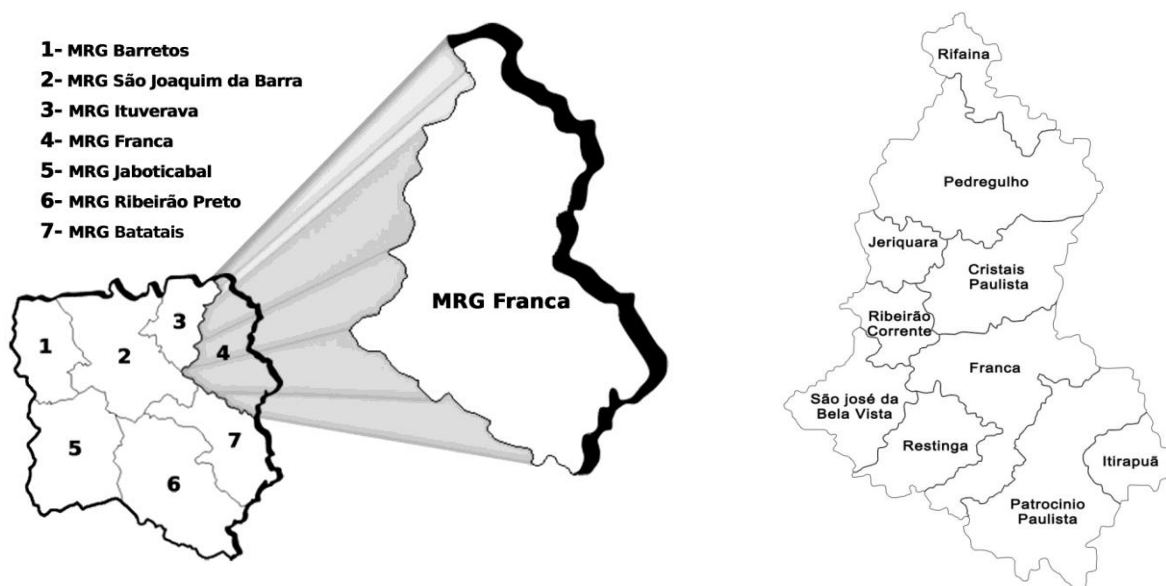 1- MRG Barretos
2- MRG São Joaquim da Barra
3- MRG Ituverava
4- MRG Franca
5- MRG Jaboticabal
6- MRG Ribeirão Preto
7- MRG Batatais
1
2
3
4
5
6
7
MRG Franca
Rifaina
Pedregulho
Jeriquara
Cristais
Paulista
Ribeirão
Corrente
Franca
São josé da
Bela Vista
Restinga
Itirapuã
Patrocinio
Paulista